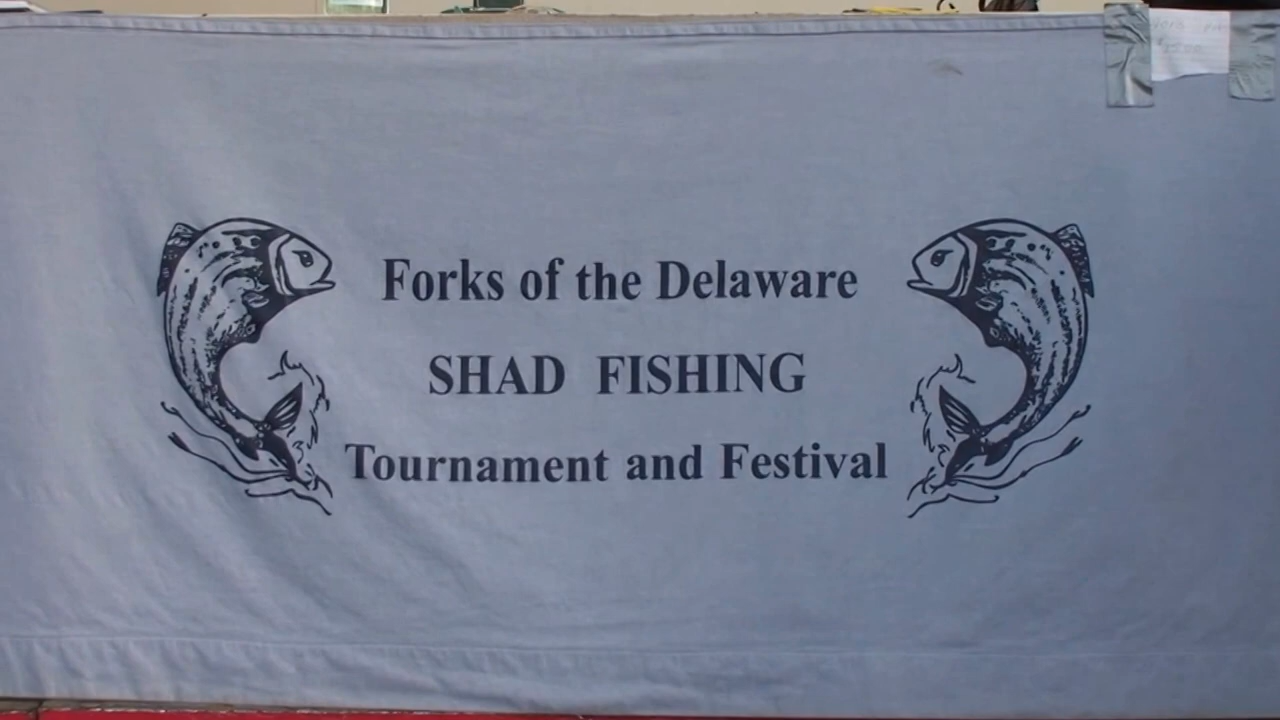 Forks of the Delaware
SHAD FISHING
Tournament and Festival